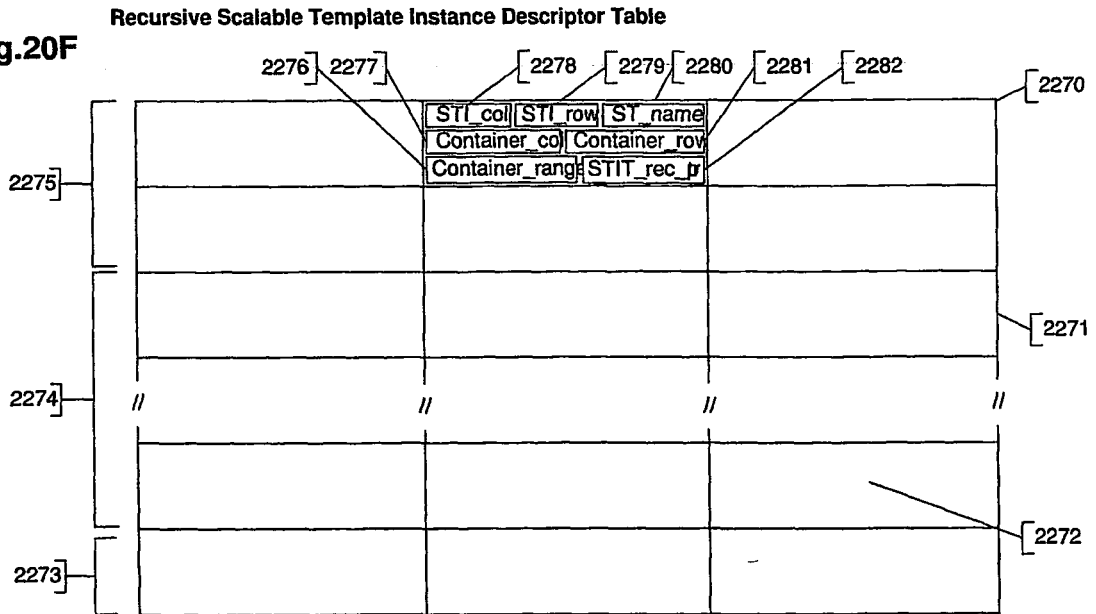 Recursive Scalable Template Instance Descriptor Table
g.20F
2276 2277 2278 2279 2280 2281 2282
2270
STI_col STI_row ST_name
Container_col Container_row
Container_range STIT_rec_ptr
2275
2271
2274
// // // //
2272
2273